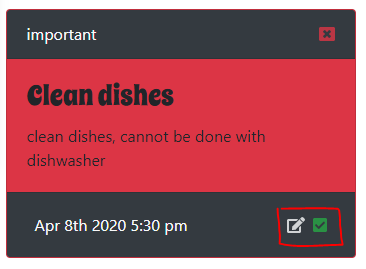 important
Clean dishes
clean dishes, cannot be done with
dishwasher
Apr 8th 2020 5:30 pm